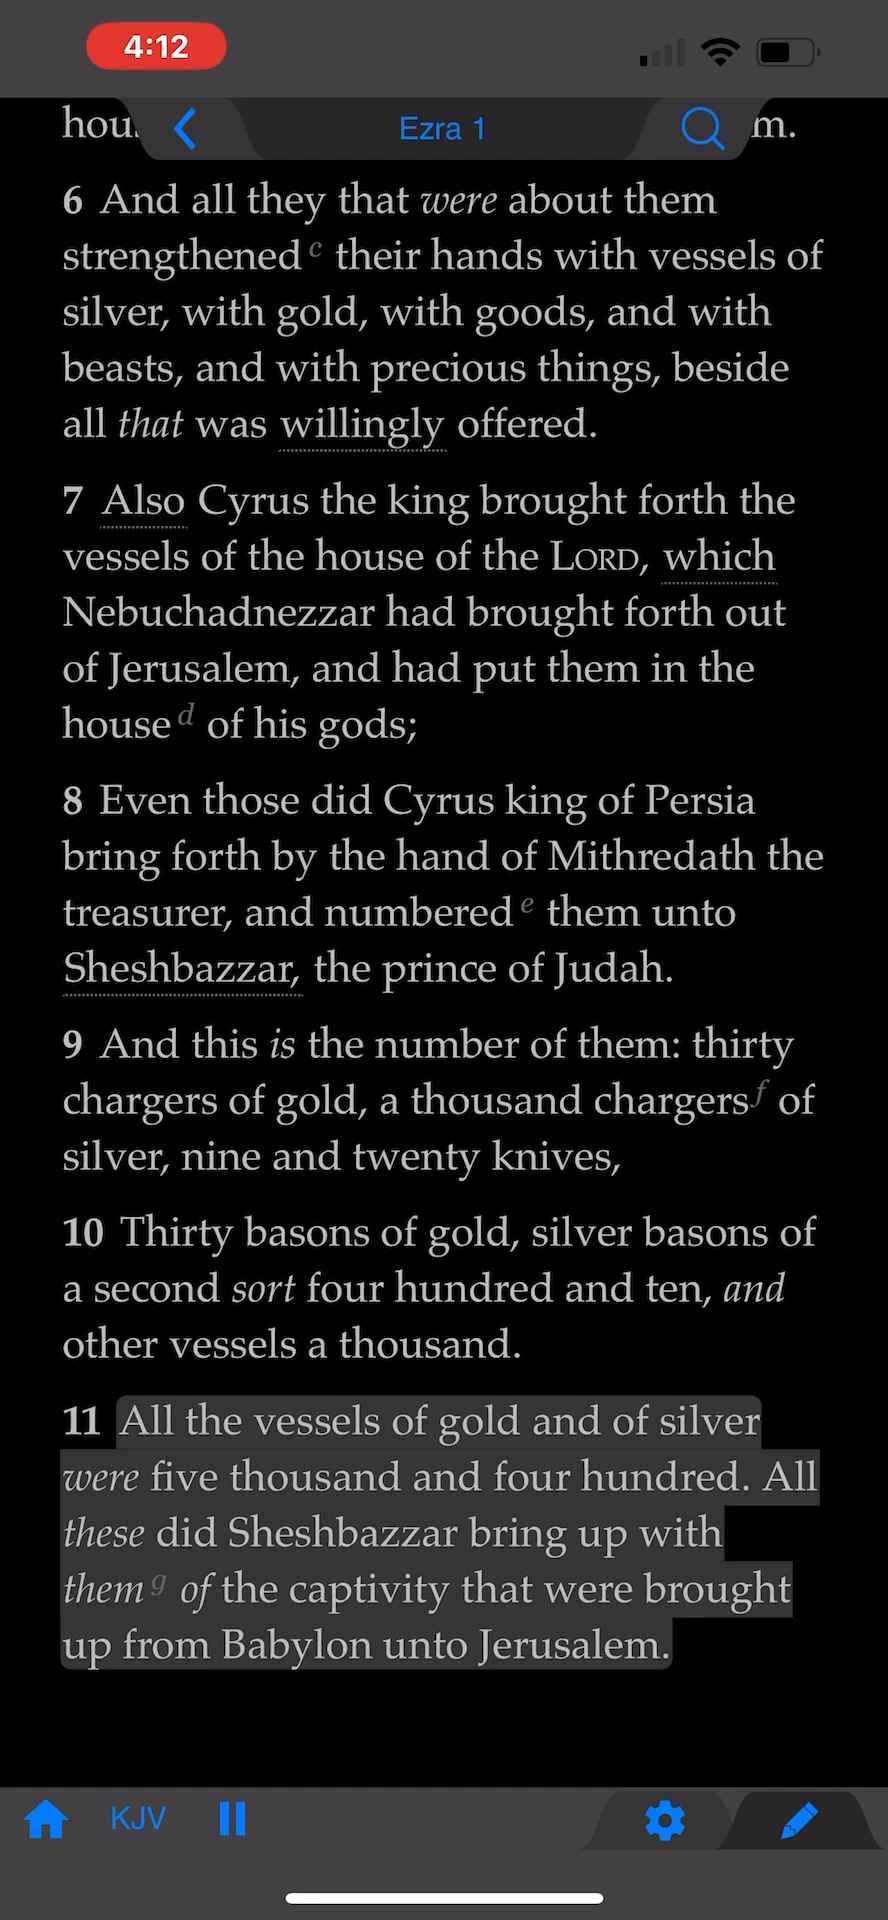 4:12
Ezra 1
m.
6 And all they that were about them
strengthened c their hands with vessels of
silver, with gold, with goods, and with
beasts, and with precious things, beside
all that was willingly offered.
7 Also Cyrus the king brought forth the
vessels of the house of the LORD, which
Nebuchadnezzar had brought forth out
of Jerusalem, and had put them in the
house d of his gods;
8 Even those did Cyrus king of Persia
bring forth by the hand of Mithredath the
treasurer, and numbered e them unto
Sheshbazzar, the prince of Judah.
9 And this is the number of them: thirty
chargers of gold, a thousand chargers f of
silver, nine and twenty knives,
10 Thirty basons of gold, silver basons of
a second sort four hundred and ten, and
other vessels a thousand.
11 All the vessels of gold and of silver
were five thousand and four hundred. All
these did Sheshbazzar bring up with
them g of the captivity that were brought
up from Babylon unto Jerusalem.
KJV